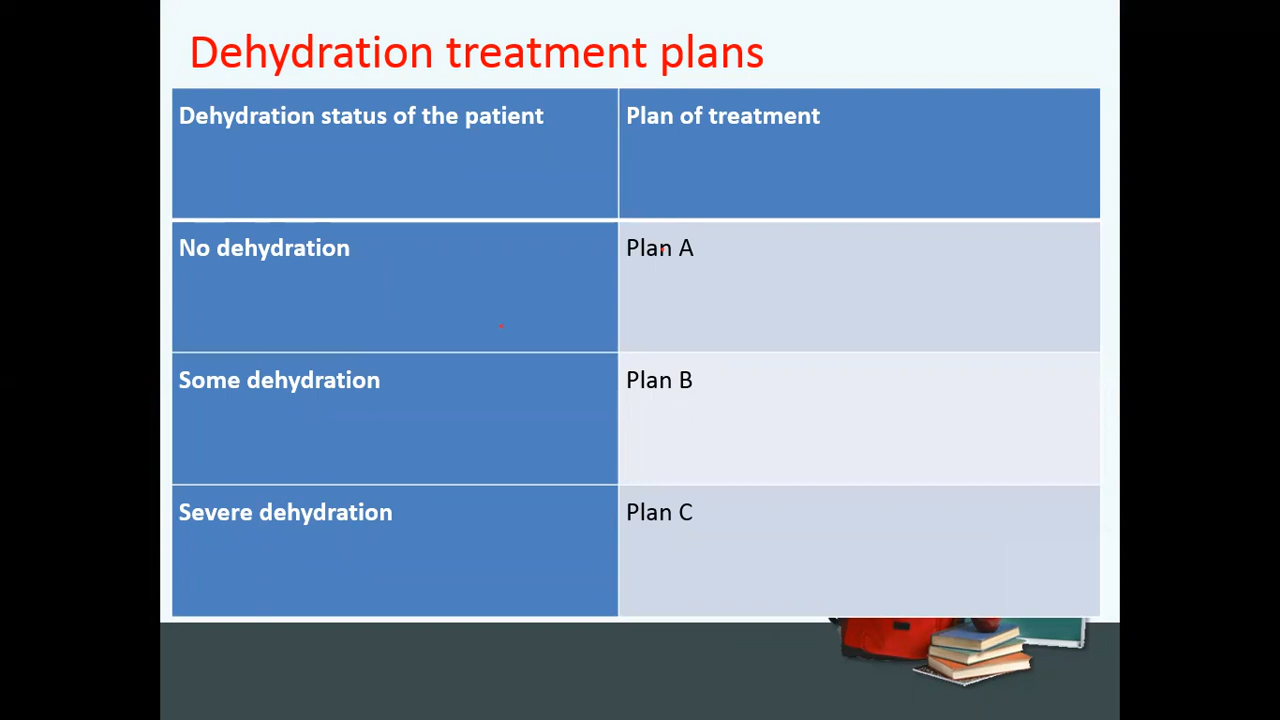 Dehydration treatment plans
Dehydration status of the patient
Plan of treatment
No dehydration
Plan A
Some dehydration
Plan B
Severe dehydration
Plan C